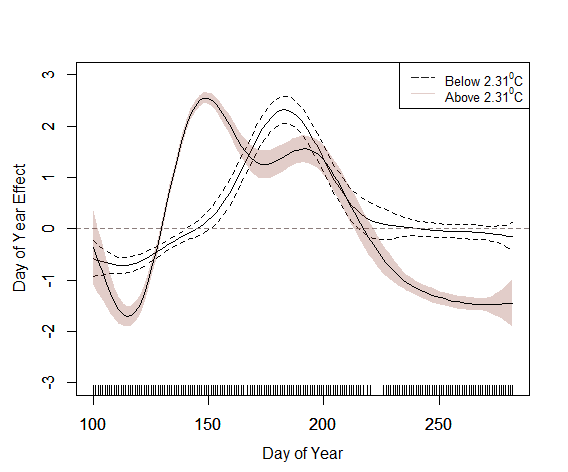 Below 2.31⁰C
Above 2.31⁰C
3
2
1
0
-1
-2
-3
Day of Year Effect
100
150
200
250
Day of Year